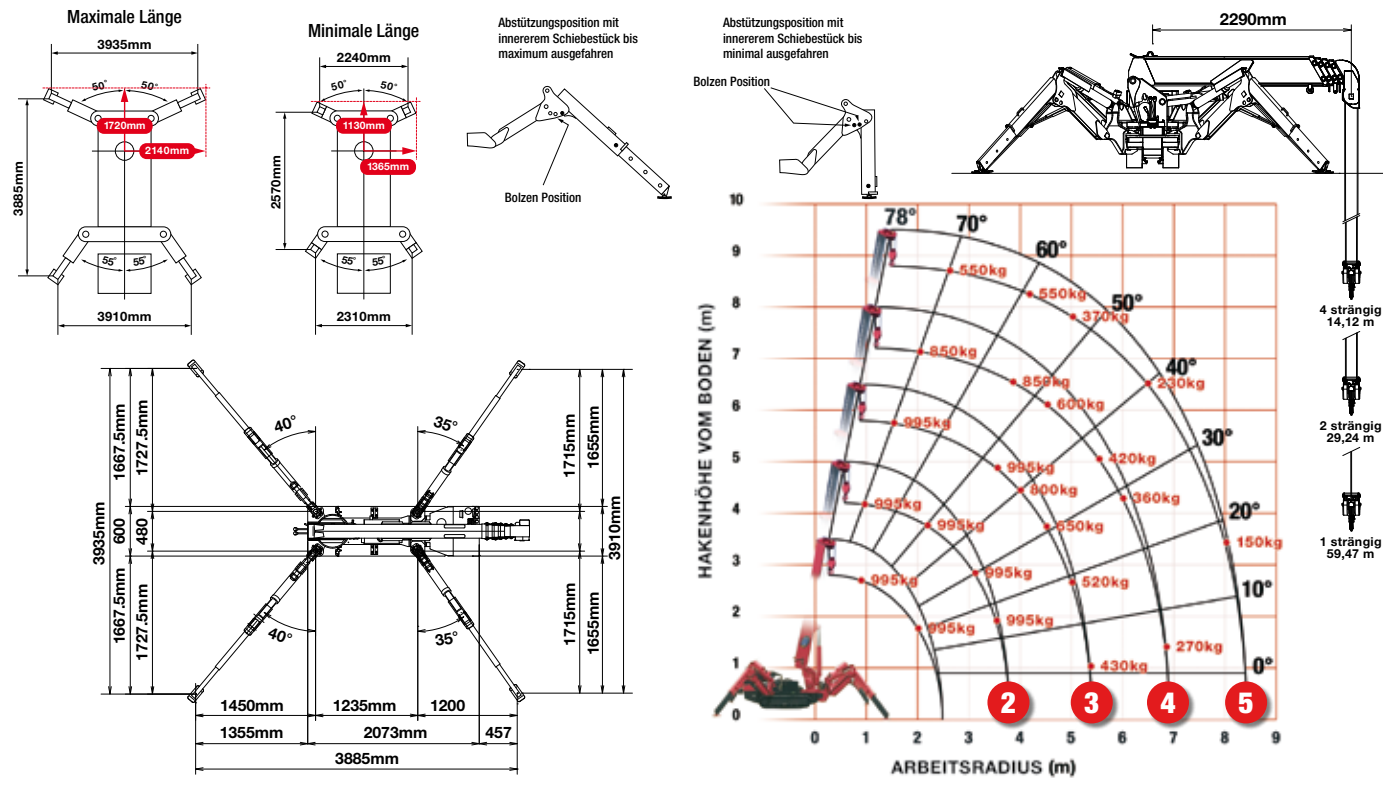 Maximale Länge
3935mm
50°
50°
1720mm
2140mm
3885mm
55°
55°
3910mm
Minimale Länge
2240mm
50°
50°
1130mm
1365mm
2570mm
55°
55°
2310mm
Abstützungsposition mit
innererem Schiebestück bis
maximum ausgefahren
Bolzen Position
Abstützungsposition mit
innererem Schiebestück bis
minimal ausgefahren
Bolzen Position
2290mm
4 strängig
14,12 m
2 strängig
29,24 m
1 strängig
59,47 m
3935mm
1667.5mm
600
1667.5mm
1727.5mm
480
1727.5mm
40°
40°
35°
35°
1715mm
1715mm
1655mm
1655mm
3910mm
1450mm
1235mm
1200
1355mm
2073mm
457
3885mm
HAKENHÖHE VOM BODEN (m)
10
9
8
7
6
5
4
3
2
1
0
78°
70°
60°
50°
40°
30°
20°
10°
0°
550kg
550kg
370kg
230kg
150kg
850kg
850kg
600kg
420kg
360kg
270kg
995kg
995kg
800kg
550kg
520kg
430kg
995kg
995kg
995kg
995kg
995kg
995kg
2
3
4
5
0
1
2
3
4
5
6
7
8
9
ARBEITSRADIUS (m)